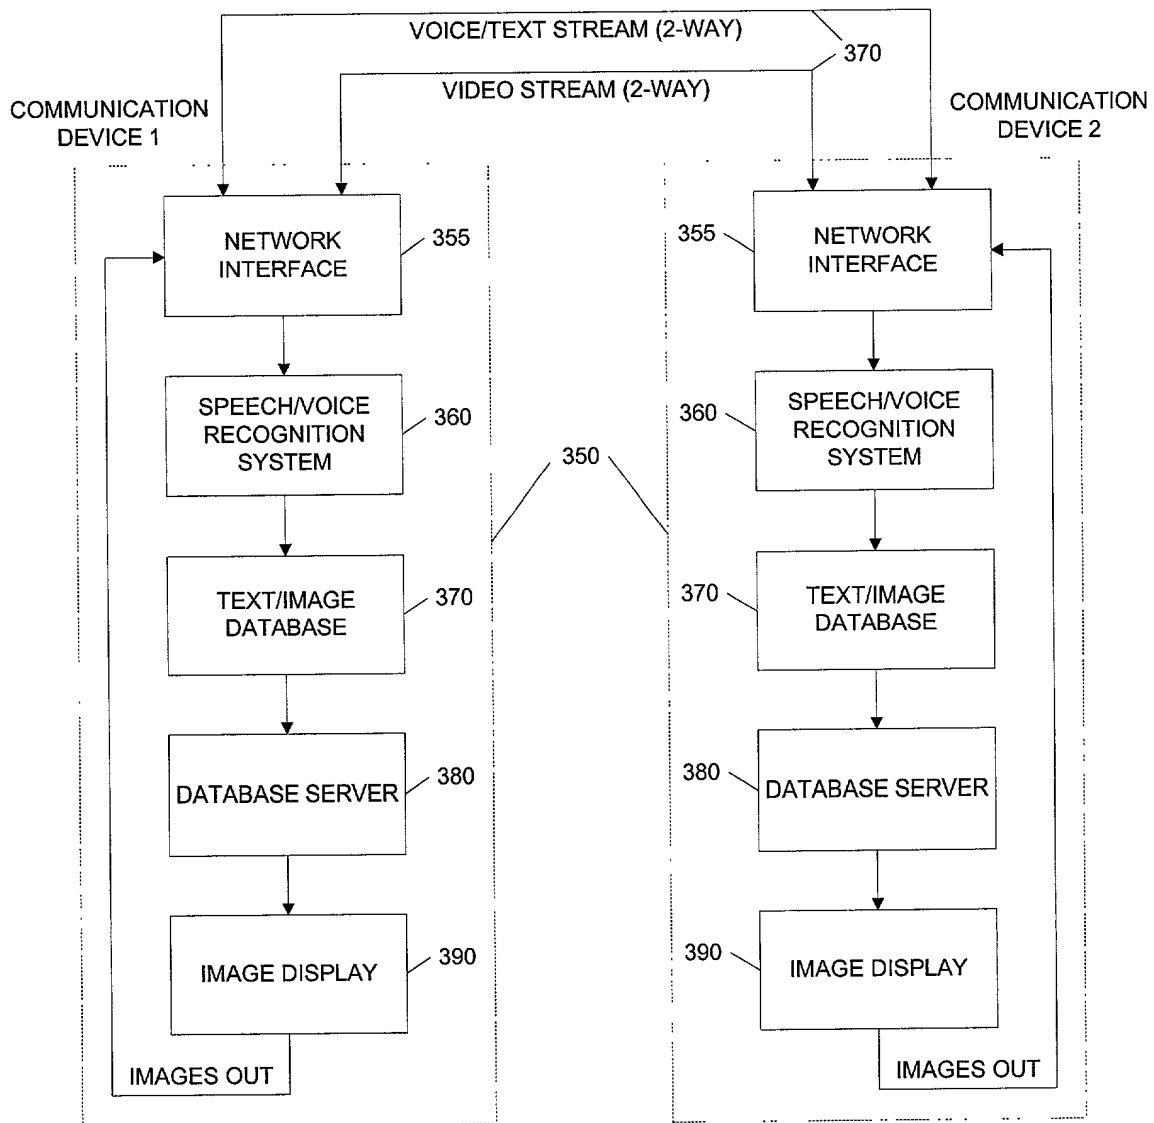 VOICE/TEXT STREAM (2-WAY)
370
VIDEO STREAM (2-WAY)
COMMUNICATION
DEVICE 1
COMMUNICATION
DEVICE 2
NETWORK
INTERFACE
355
355
NETWORK
INTERFACE
SPEECH/VOICE
RECOGNITION
SYSTEM
360
360
SPEECH/VOICE
RECOGNITION
SYSTEM
350
TEXT/IMAGE
DATABASE
370
370
TEXT/IMAGE
DATABASE
DATABASE SERVER
380
380
DATABASE SERVER
IMAGE DISPLAY
390
390
IMAGE DISPLAY
IMAGES OUT
IMAGES OUT